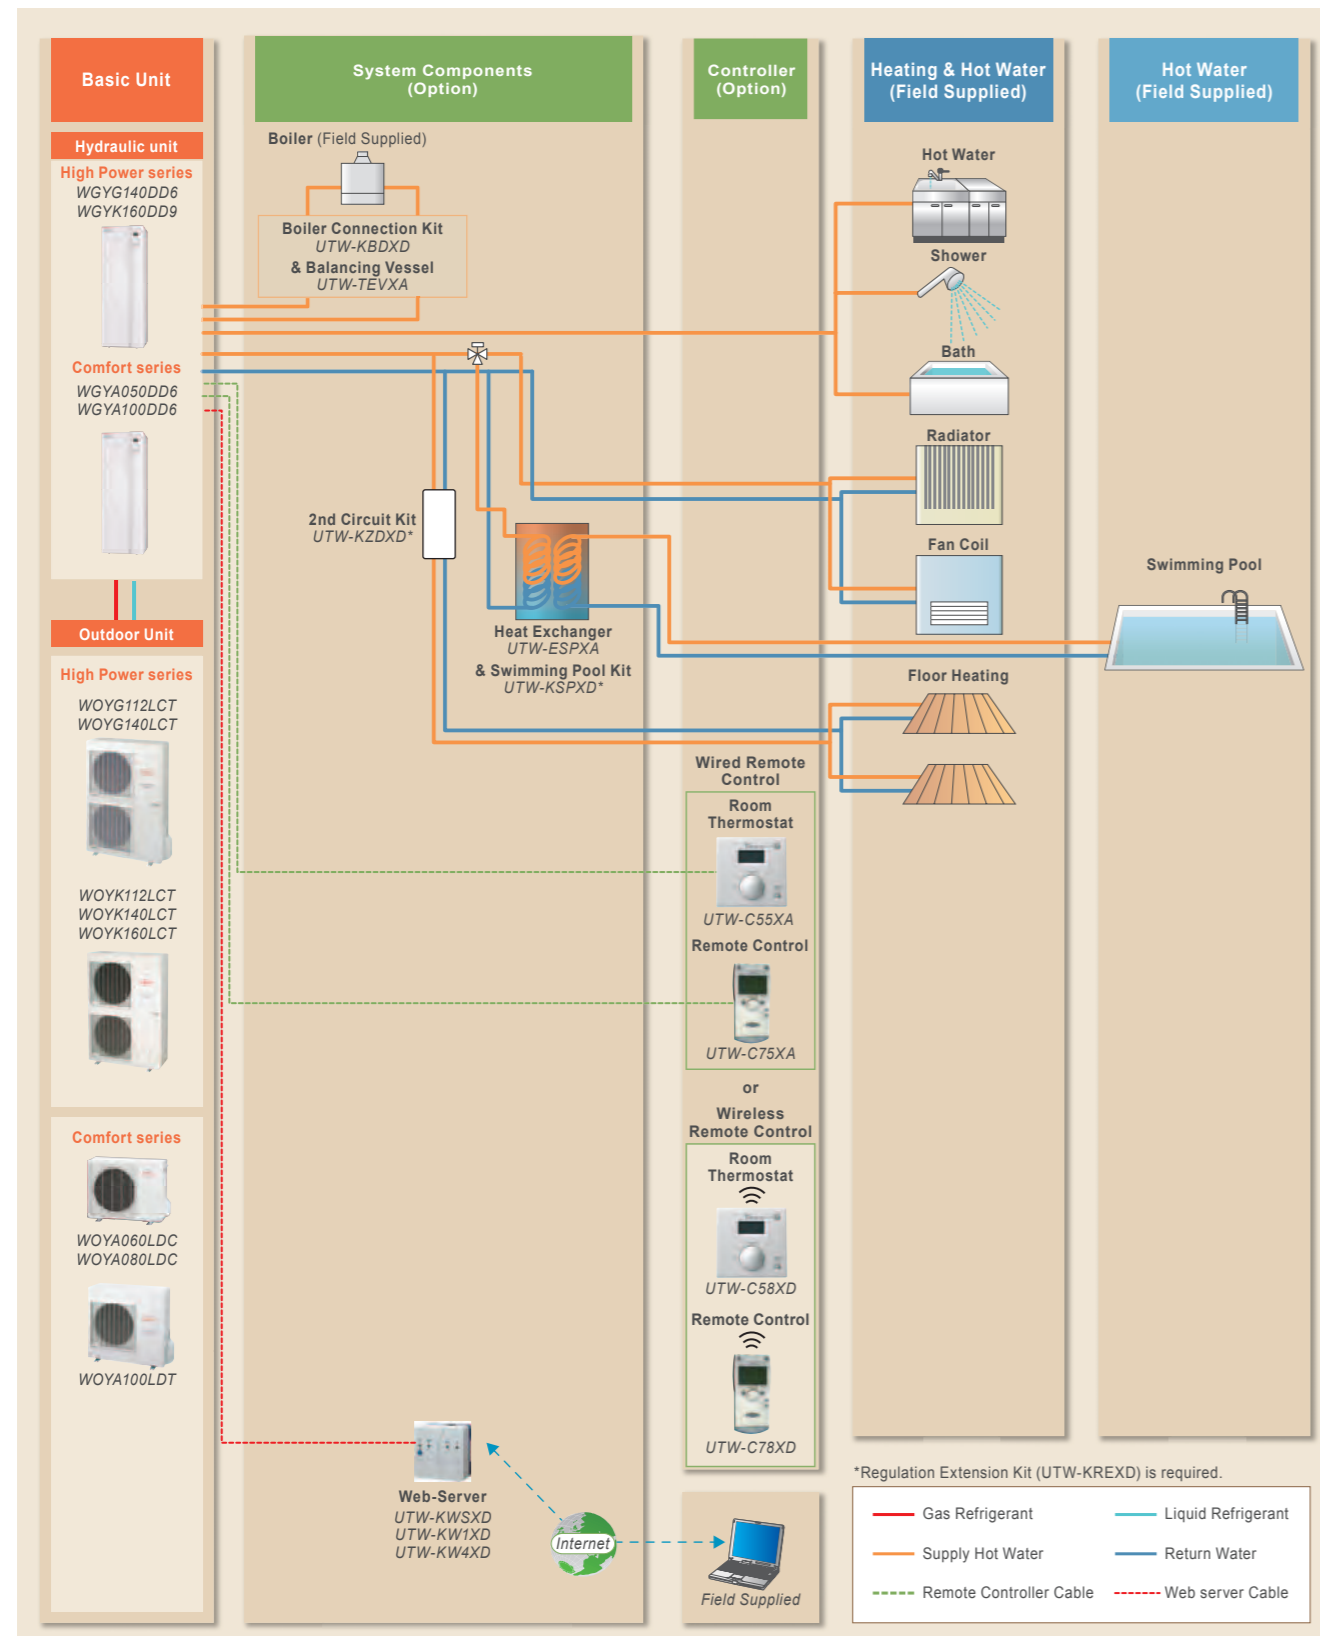 Basic Unit
System Components
(Option)
Controller
(Option)
Heating & Hot Water
(Field Supplied)
Hot Water
(Field Supplied)
Hydraulic unit
High Power series
WGYG140DD6
WGYK160DD9
Comfort series
WGYA050DD6
WGYA100DD6
Outdoor Unit
High Power series
WOYG112LCT
WOYG140LCT
WOYK112LCT
WOYK140LCT
WOYK160LCT
Comfort series
WOYA060LDC
WOYA080LDC
WOYA100LDT
Boiler (Field Supplied)
Boiler Connection Kit
UTW-KBDXD
& Balancing Vessel
UTW-TEVXA
2nd Circuit Kit
UTW-KZDXD*
Heat Exchanger
UTW-ESPXA
& Swimming Pool Kit
UTW-KSPXD*
Web-Server
UTW-KWSXD
UTW-KW1XD
UTW-KW4XD
Internet
Wired Remote
Control
Room
Thermostat
UTW-C55XA
Remote Control
UTW-C75XA
or
Wireless
Remote Control
Room
Thermostat
UTW-C58XD
Remote Control
UTW-C78XD
Field Supplied
Hot Water
Shower
Bath
Radiator
Fan Coil
Floor Heating
Swimming Pool
*Regulation Extension Kit (UTW-KREXD) is required.
Gas Refrigerant
Liquid Refrigerant
Supply Hot Water
Return Water
Remote Controller Cable
Web server Cable